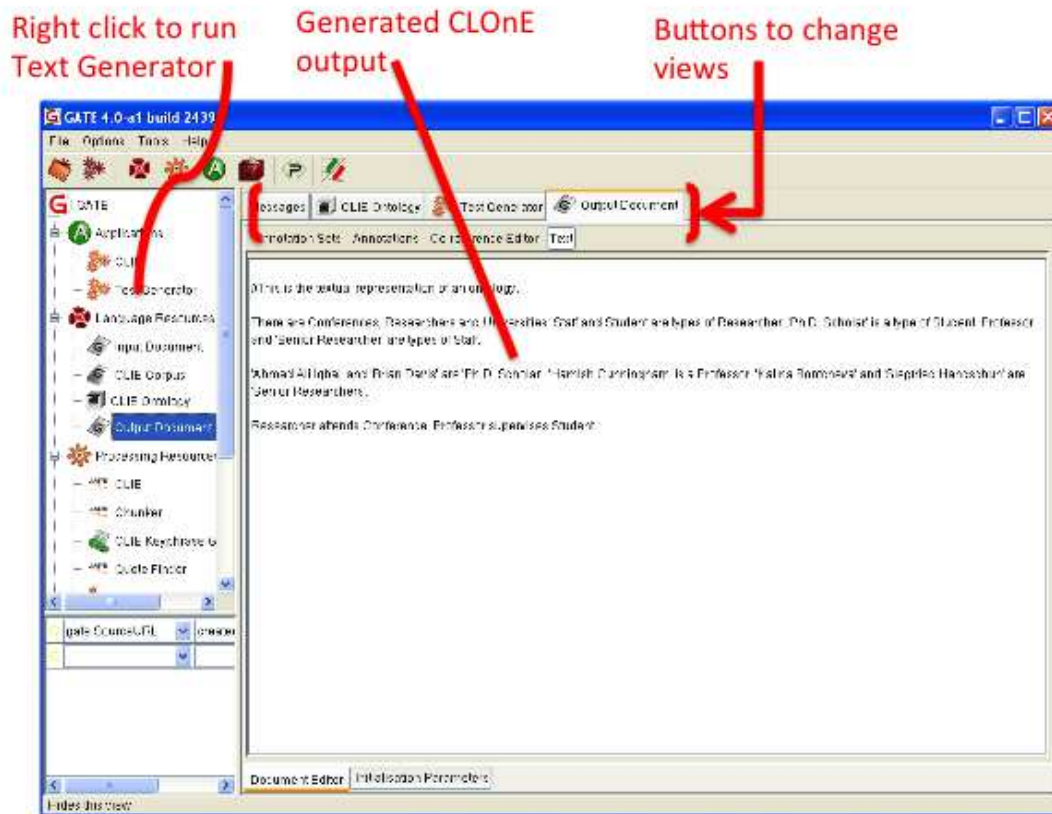 Right click to run
Text Generator
Generated CLOnE
output
Buttons to change
views
GATE 4.0-a1 build 2439
File Options Tools Help
GATE
Applications
CLIE
Text Generator
Language Resources
Input Document
CLIE Corpus
CLIE Ontology
Output Document
Processing Resources
CLIE
Chunker
CLIE Keyphrase G
Quote Finder
gate.SourceURL created
Messages CLIE Ontology Text Generator Output Document
Annotation Sets Annotations Co-reference Editor Text
This is the textual representation of an ontology.
There are Conferences, Researchers and Universities. Staff and Student are types of Researcher. 'Ph.D. Scholar' is a type of Student. Professor
and 'Senior Researcher' are types of Staff.
'Ahmad Ali Iqbal' and 'Brian Davis' are 'Ph.D. Scholar'. 'Hamish Cunningham' is a Professor. 'Kalina Bontcheva' and 'Siegfried Handschuh' are
'Senior Researchers'.
Researcher attends Conference. Professor supervises Student.
Document Editor Initialisation Parameters
Hides this view